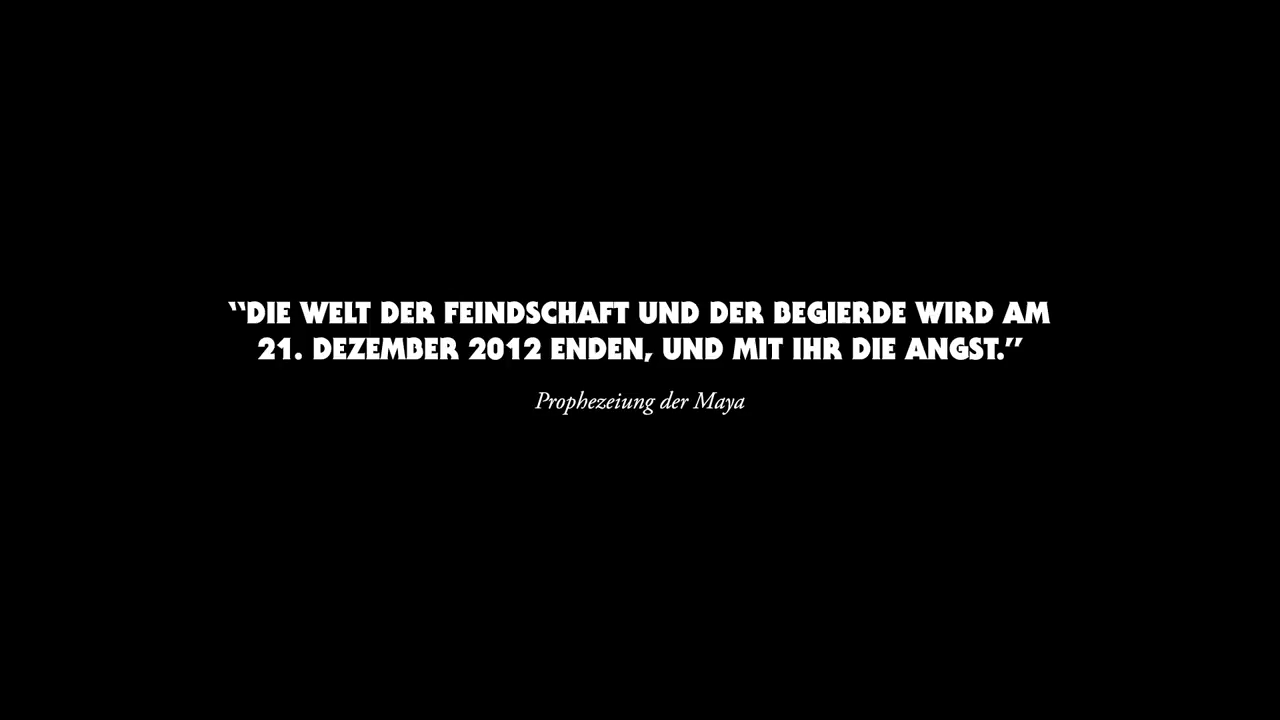 "DIE WELT DER FEINDSCHAFT UND DER BEGIERDE WIRD AM
21. DEZEMBER 2012 ENDEN, UND MIT IHR DIE ANGST."
Prophezeiung der Maya